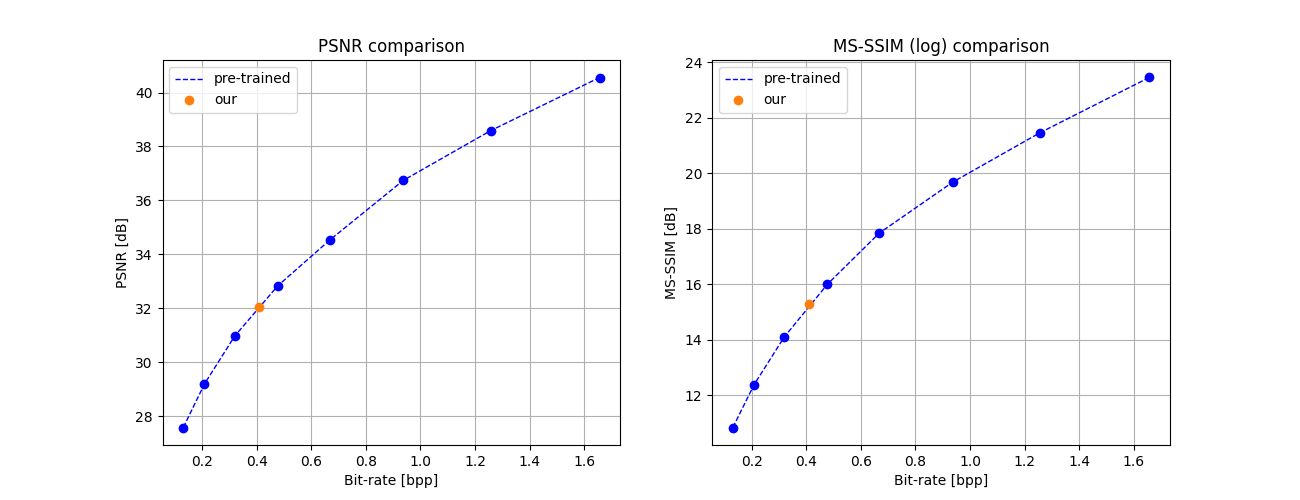 PSNR comparison
pre-trained
our
40
38
36
34
32
30
28
PSNR [dB]
0.2 0.4 0.6 0.8 1.0 1.2 1.4 1.6
Bit-rate [bpp]
MS-SSIM (log) comparison
pre-trained
our
24
22
20
18
16
14
12
MS-SSIM [dB]
0.2 0.4 0.6 0.8 1.0 1.2 1.4 1.6
Bit-rate [bpp]